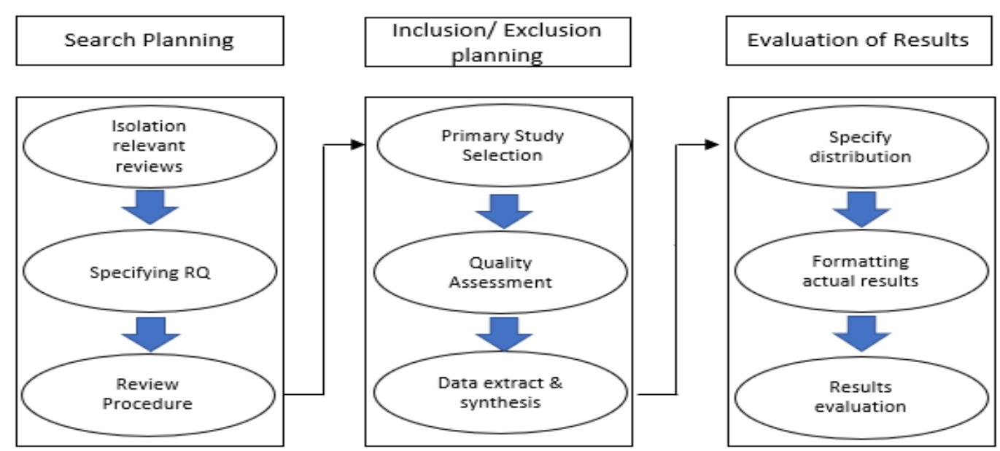 Search Planning
Inclusion/ Exclusion
planning
Evaluation of Results
Isolation
relevant
reviews
Specifying RQ
Review
Procedure
Primary Study
Selection
Quality
Assessment
Data extract &
synthesis
Specify
distribution
Formatting
actual results
Results
evaluation